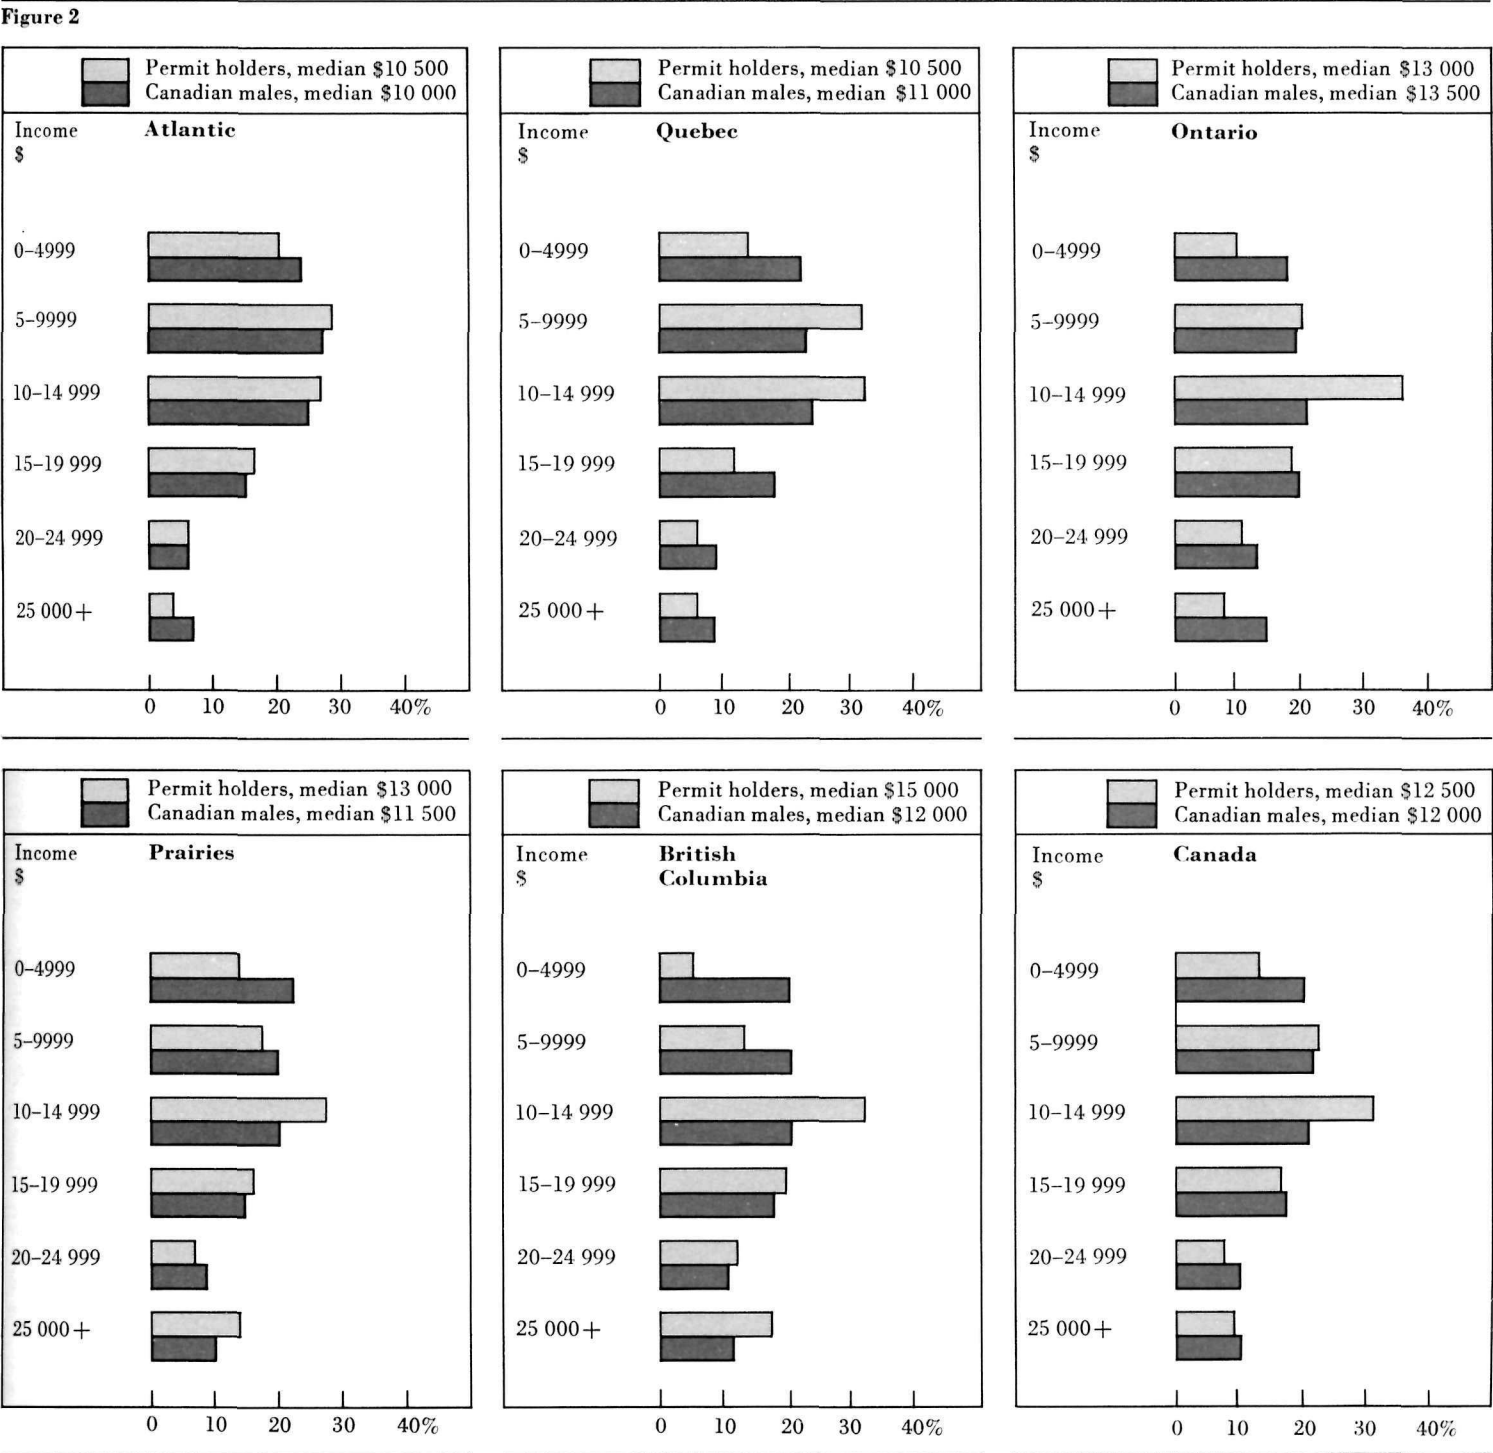 Figure 2
Permit holders, median $10 500
Canadian males, median $10 000
Income
$
Atlantic
0–4999
5–9999
10–14 999
15–19 999
20–24 999
25 000+
0 10 20 30 40%
Permit holders, median $10 500
Canadian males, median $11 000
Income
$
Quebec
0–4999
5–9999
10–14 999
15–19 999
20–24 999
25 000+
0 10 20 30 40%
Permit holders, median $13 000
Canadian males, median $13 500
Income
$
Ontario
0–4999
5–9999
10–14 999
15–19 999
20–24 999
25 000+
0 10 20 30 40%
Permit holders, median $13 000
Canadian males, median $11 500
Income
$
Prairies
0–4999
5–9999
10–14 999
15–19 999
20–24 999
25 000+
0 10 20 30 40%
Permit holders, median $15 000
Canadian males, median $12 000
Income
$
British
Columbia
0–4999
5–9999
10–14 999
15–19 999
20–24 999
25 000+
0 10 20 30 40%
Permit holders, median $12 500
Canadian males, median $12 000
Income
$
Canada
0–4999
5–9999
10–14 999
15–19 999
20–24 999
25 000+
0 10 20 30 40%